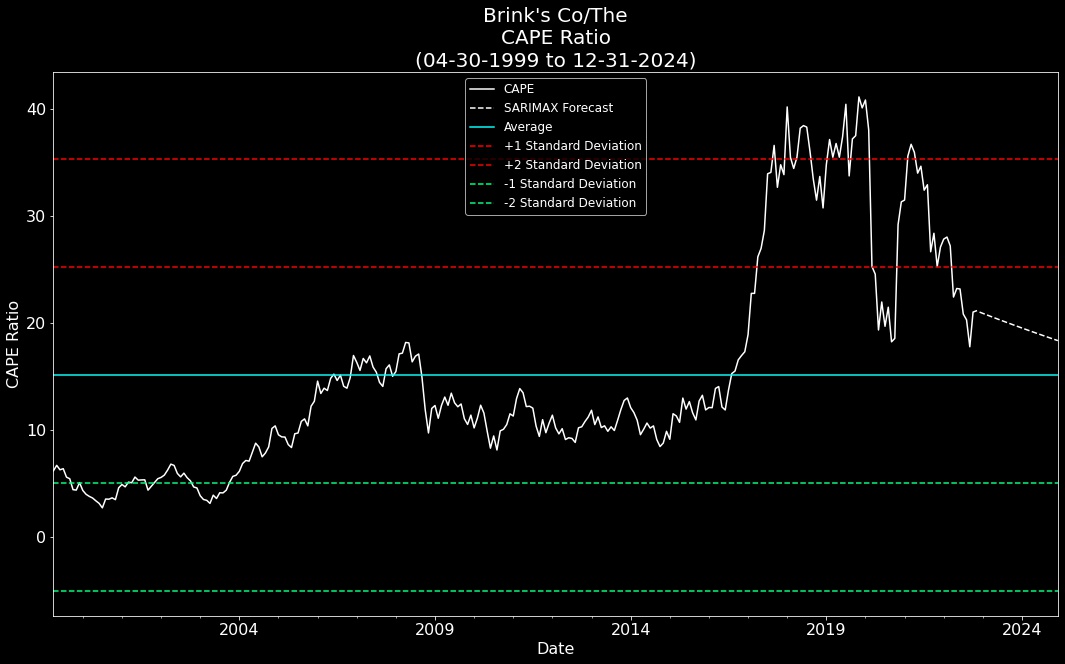 Brink's Co/The
CAPE Ratio
(04-30-1999 to 12-31-2024)
CAPE
SARIMAX Forecast
Average
+1 Standard Deviation
+2 Standard Deviation
-1 Standard Deviation
-2 Standard Deviation
CAPE Ratio
40
30
20
10
0
2004 2009 2014 2019 2024
Date